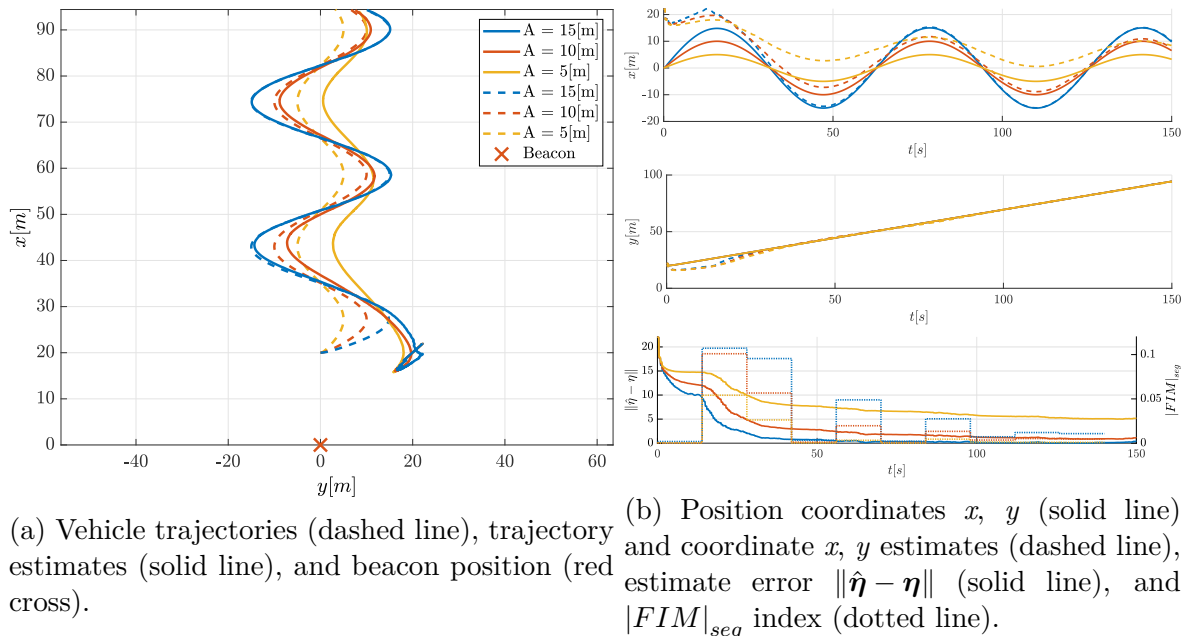 90
80
70
60
50
40
30
20
10
0
x[m]
-40
-20
0
20
40
60
y[m]
A = 15[m]
A = 10[m]
A = 5[m]
A = 15[m]
A = 10[m]
A = 5[m]
Beacon
(a) Vehicle trajectories (dashed line), trajectory
estimates (solid line), and beacon position (red
cross).
20
10
0
-10
-20
x[m]
0
50
100
150
t[s]
100
50
0
y[m]
0
50
100
150
t[s]
20
15
10
5
0
‖η̂ − η‖
0.1
0.05
0
|FIM|seg
50
100
150
t[s]
(b) Position coordinates x, y (solid line)
and coordinate x, y estimates (dashed line),
estimate error ‖η̂ − η‖ (solid line), and
|FIM|seg index (dotted line).